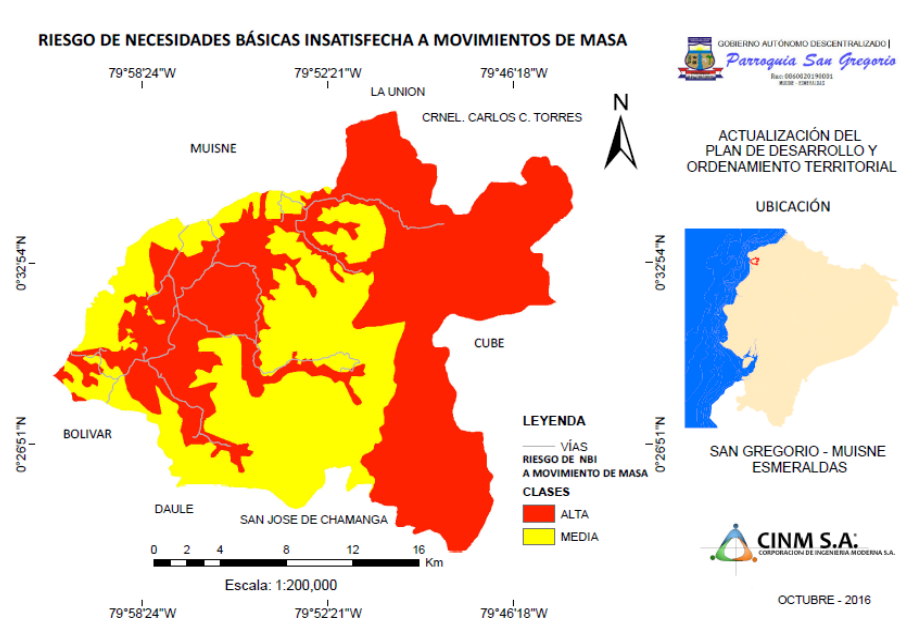 RIESGO DE NECESIDADES BÁSICAS INSATISFECHA A MOVIMIENTOS DE MASA
79°58'24"W
79°52'21"W
79°46'18"W
LA UNION
CRNEL. CARLOS C. TORRES
MUISNE
N
0°32'54"N
0°32'54"N
CUBE
BOLIVAR
0°26'51"N
0°26'51"N
DAULE
SAN JOSE DE CHAMANGA
LEYENDA
VÍAS
RIESGO DE NBI
A MOVIMIENTO DE MASA
CLASES
ALTA
MEDIA
0 2 4 8 12 16
Km
Escala: 1:200,000
79°58'24"W
79°52'21"W
79°46'18"W
GOBIERNO AUTÓNOMO DESCENTRALIZADO
Parroquia San Gregorio
Ruc: 0860020190001
MUISNE - ESMERALDAS
ACTUALIZACIÓN DEL
PLAN DE DESARROLLO Y
ORDENAMIENTO TERRITORIAL
UBICACIÓN
SAN GREGORIO - MUISNE
ESMERALDAS
CINM S.A.
CORPORACION DE INGENIERIA MODERNA S.A.
OCTUBRE - 2016